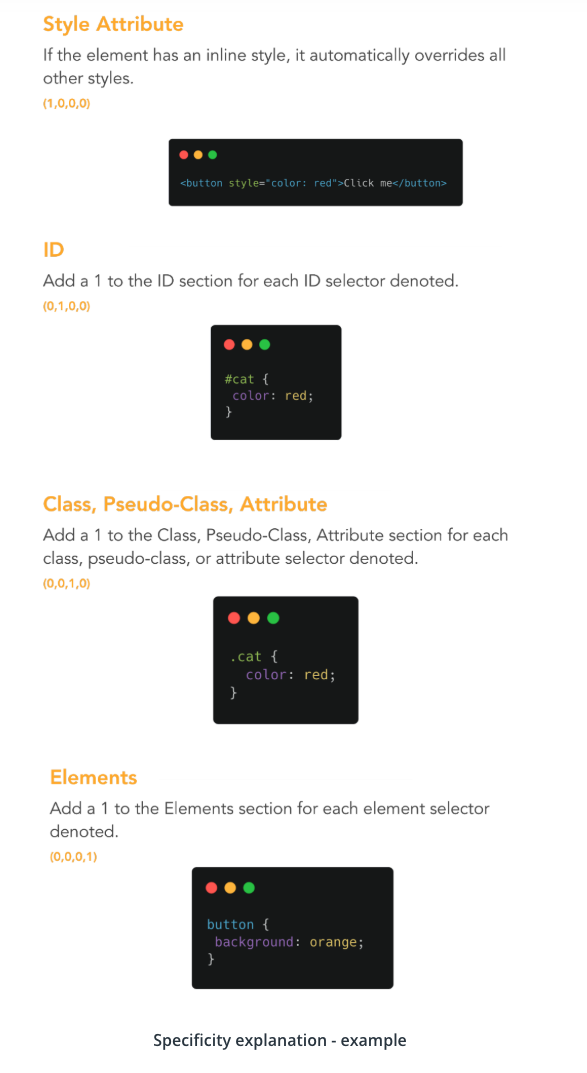 Style Attribute
If the element has an inline style, it automatically overrides all
other styles.
(1,0,0,0)
<button style="color: red">Click me</button>
ID
Add a 1 to the ID section for each ID selector denoted.
(0,1,0,0)
#cat {
color: red;
}
Class, Pseudo-Class, Attribute
Add a 1 to the Class, Pseudo-Class, Attribute section for each
class, pseudo-class, or attribute selector denoted.
(0,0,1,0)
.cat {
color: red;
}
Elements
Add a 1 to the Elements section for each element selector
denoted.
(0,0,0,1)
button {
background: orange;
}
Specificity explanation - example